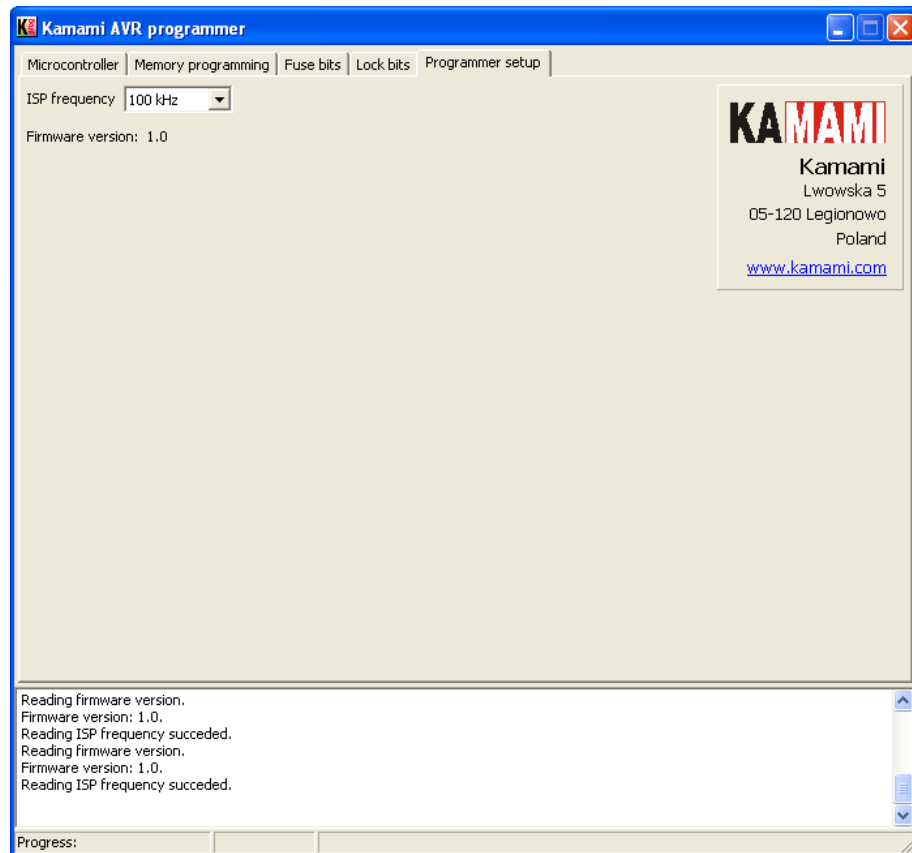 Kamami AVR programmer
Microcontroller Memory programming Fuse bits Lock bits Programmer setup
ISP frequency 100 kHz
Firmware version: 1.0
KAMAMI
Kamami
Lwowska 5
05-120 Legionowo
Poland
www.kamami.com
Reading firmware version.
Firmware version: 1.0.
Reading ISP frequency succeded.
Reading firmware version.
Firmware version: 1.0.
Reading ISP frequency succeded.
Progress: